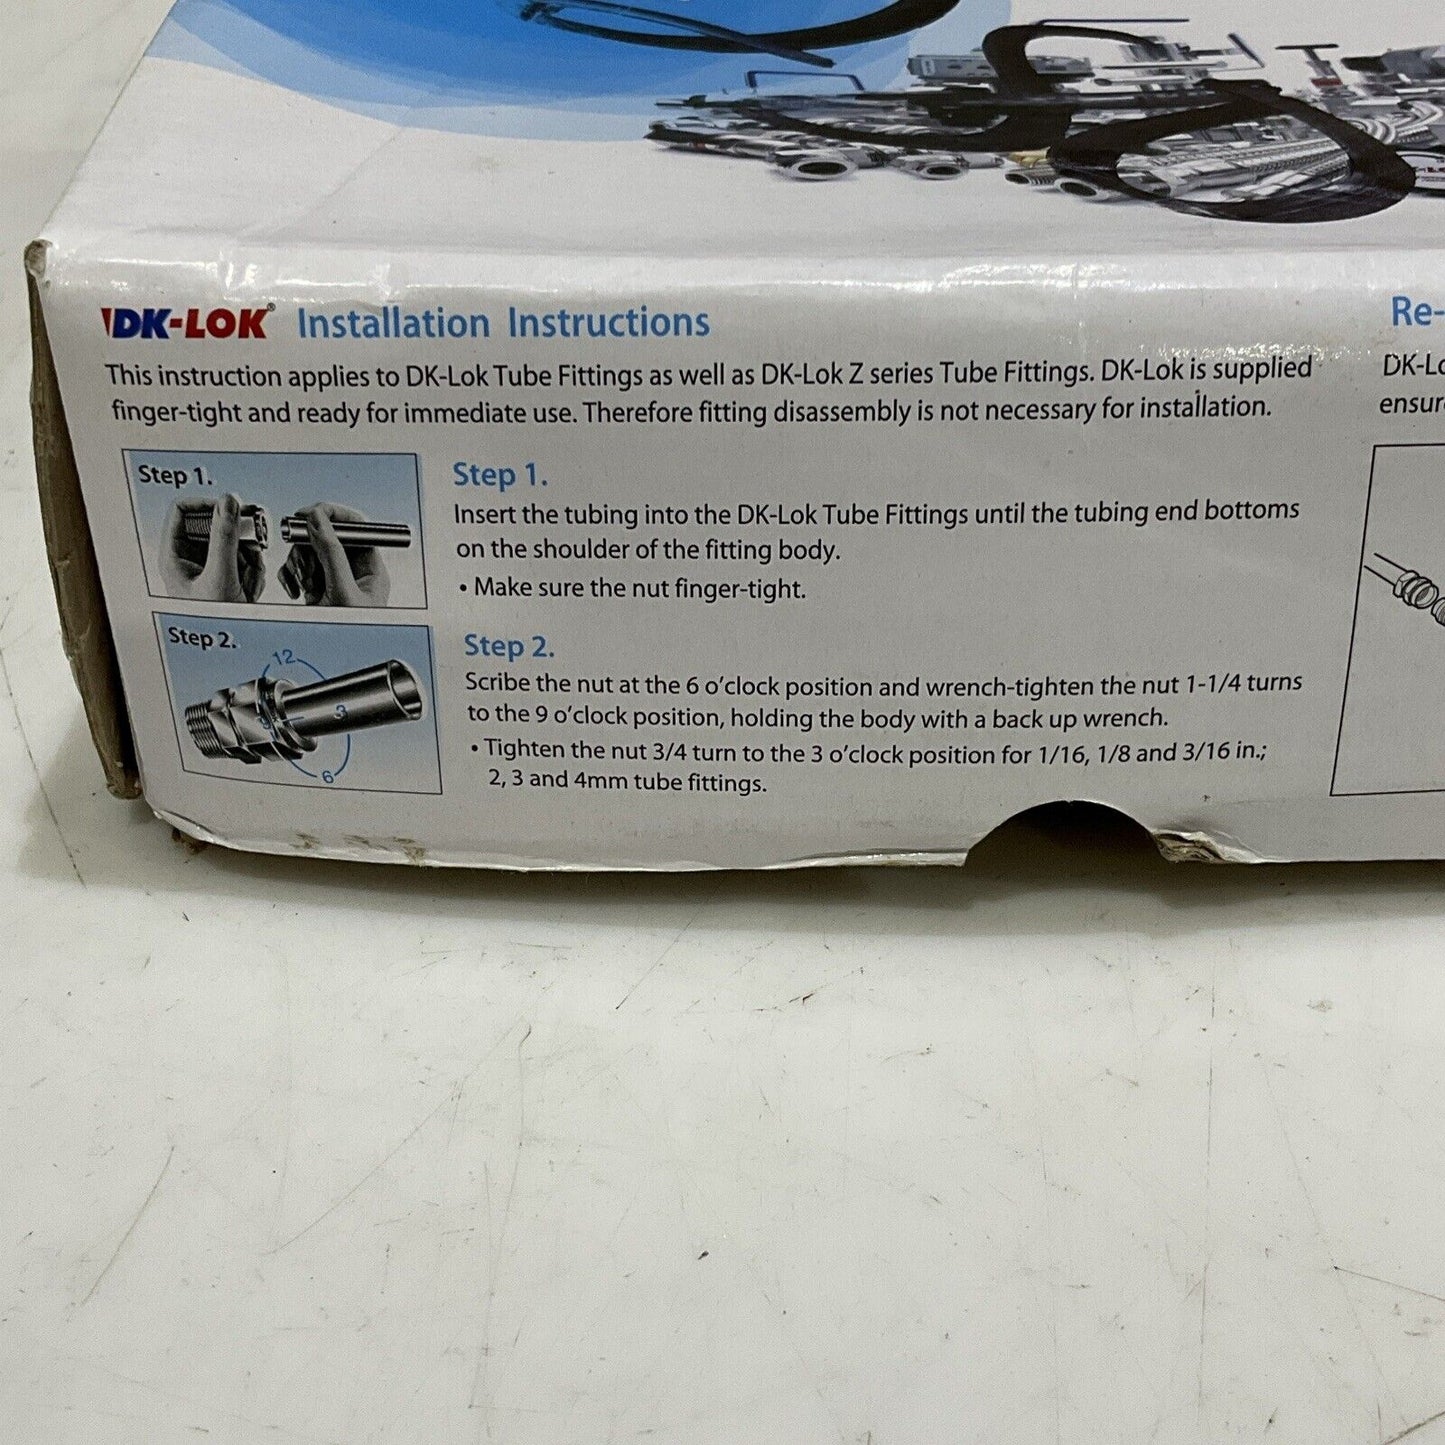 DK-LOK® Installation Instructions
This instruction applies to DK-Lok Tube Fittings as well as DK-Lok Z series Tube Fittings. DK-Lok is supplied
finger-tight and ready for immediate use. Therefore fitting disassembly is not necessary for installation.
Step 1.
Step 1.
Insert the tubing into the DK-Lok Tube Fittings until the tubing end bottoms
on the shoulder of the fitting body.
• Make sure the nut finger-tight.
Step 2.
12
3
6
Step 2.
Scribe the nut at the 6 o'clock position and wrench-tighten the nut 1-1/4 turns
to the 9 o'clock position, holding the body with a back up wrench.
• Tighten the nut 3/4 turn to the 3 o'clock position for 1/16, 1/8 and 3/16 in.;
2, 3 and 4mm tube fittings.
Re-